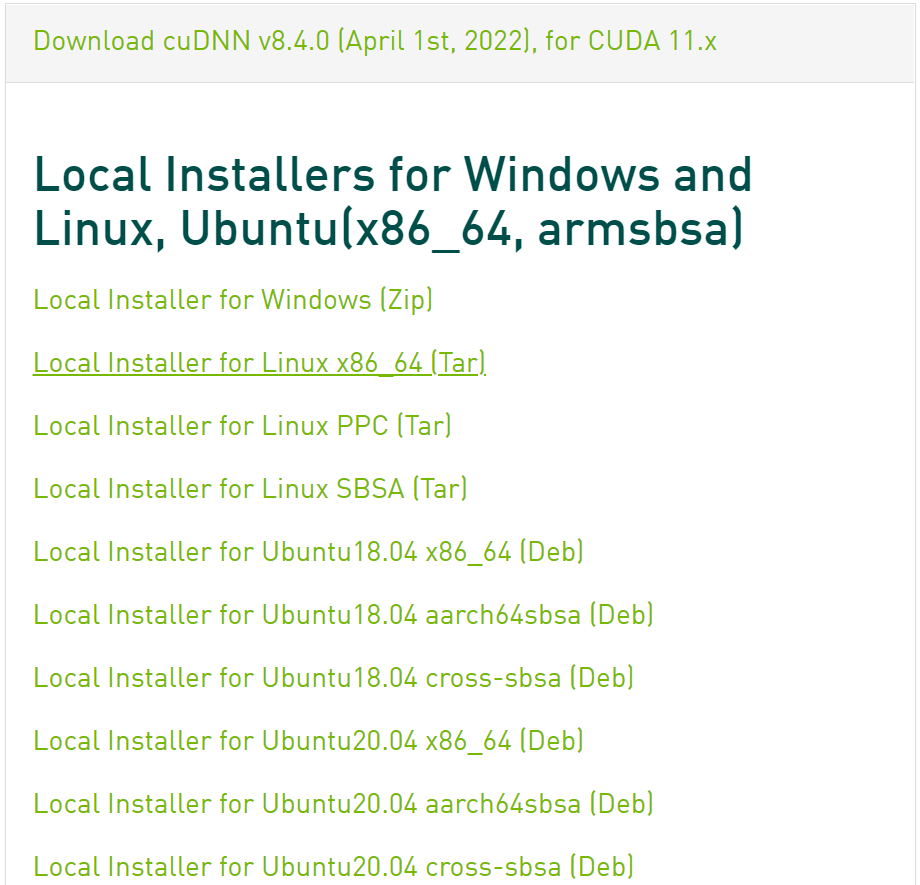 Download cuDNN v8.4.0 (April 1st, 2022), for CUDA 11.x
Local Installers for Windows and
Linux, Ubuntu(x86_64, armsbsa)
Local Installer for Windows (Zip)
Local Installer for Linux x86_64 (Tar)
Local Installer for Linux PPC (Tar)
Local Installer for Linux SBSA (Tar)
Local Installer for Ubuntu18.04 x86_64 (Deb)
Local Installer for Ubuntu18.04 aarch64sbsa (Deb)
Local Installer for Ubuntu18.04 cross-sbsa (Deb)
Local Installer for Ubuntu20.04 x86_64 (Deb)
Local Installer for Ubuntu20.04 aarch64sbsa (Deb)
Local Installer for Ubuntu20.04 cross-sbsa (Deb)